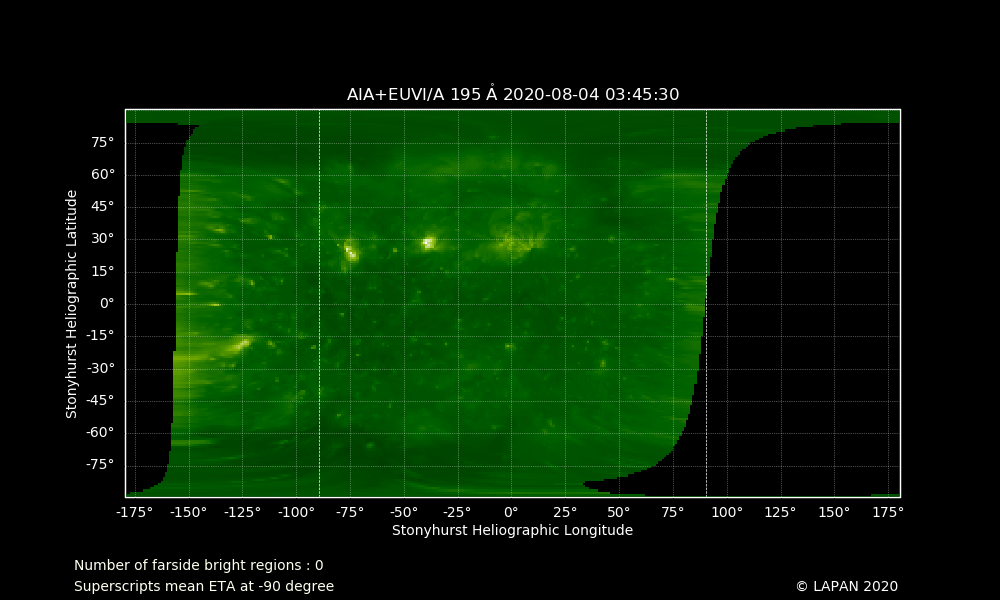 AIA+EUVI/A 195 Å 2020-08-04 03:45:30
Stonyhurst Heliographic Latitude
75°
60°
45°
30°
15°
0°
-15°
-30°
-45°
-60°
-75°
-175° -150° -125° -100° -75° -50° -25° 0° 25° 50° 75° 100° 125° 150° 175°
Stonyhurst Heliographic Longitude
Number of farside bright regions : 0
Superscripts mean ETA at -90 degree
© LAPAN 2020